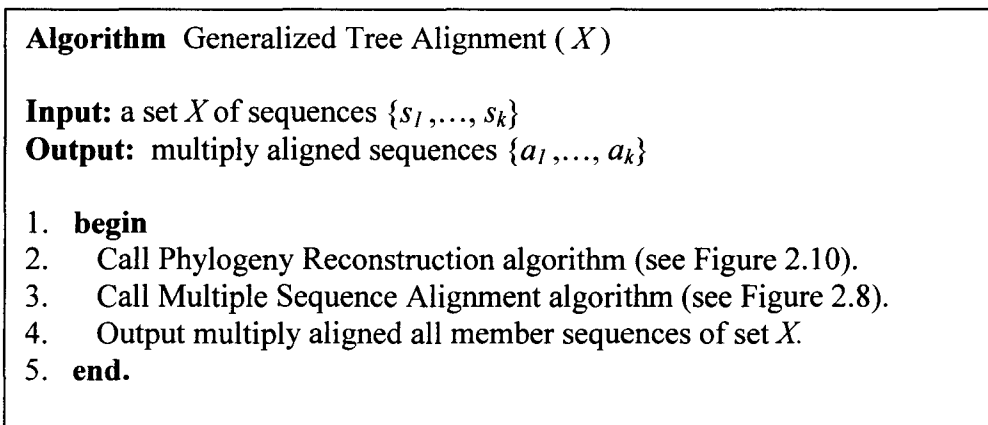 Algorithm Generalized Tree Alignment ( X )
Input: a set X of sequences {s1 ,..., sk}
Output: multiply aligned sequences {a1 ,..., ak}
1. begin
2. Call Phylogeny Reconstruction algorithm (see Figure 2.10).
3. Call Multiple Sequence Alignment algorithm (see Figure 2.8).
4. Output multiply aligned all member sequences of set X.
5. end.